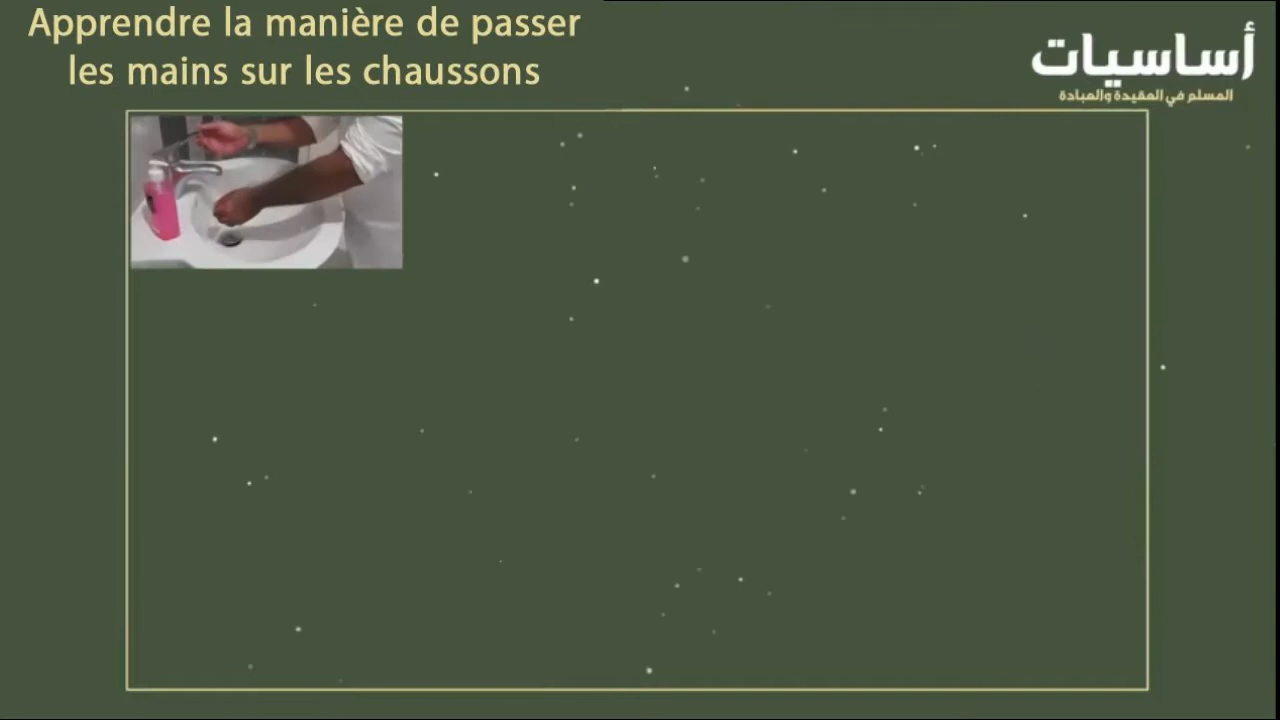 Apprendre la manière de passer
les mains sur les chaussons
أساسيات
المسلم في العقيدة والعبادة